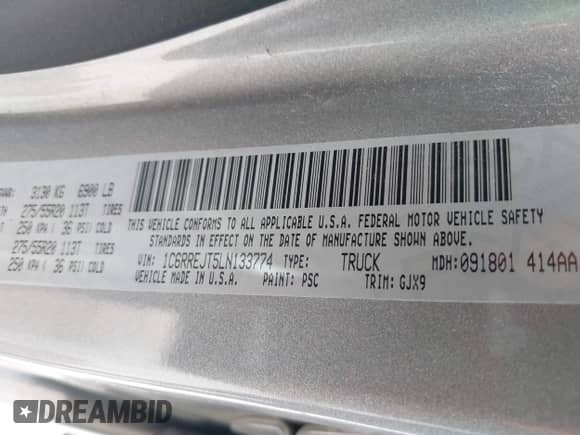 3130 KG 6900 LB
275/55R20 113T TIRES
250 KPA ( 36 PSI) COLD
275/55R20 113T TIRES
250 KPA ( 36 PSI) COLD
THIS VEHICLE CONFORMS TO ALL APPLICABLE U.S.A. FEDERAL MOTOR VEHICLE SAFETY
STANDARDS IN EFFECT ON THE DATE OF MANUFACTURE SHOWN ABOVE.
VIN: 1C6RREJT5LN133774 TYPE: TRUCK MDH: 091801 414AA
VEHICLE MADE IN U.S.A. PAINT: PSC TRIM: GJX9
DREAMBID